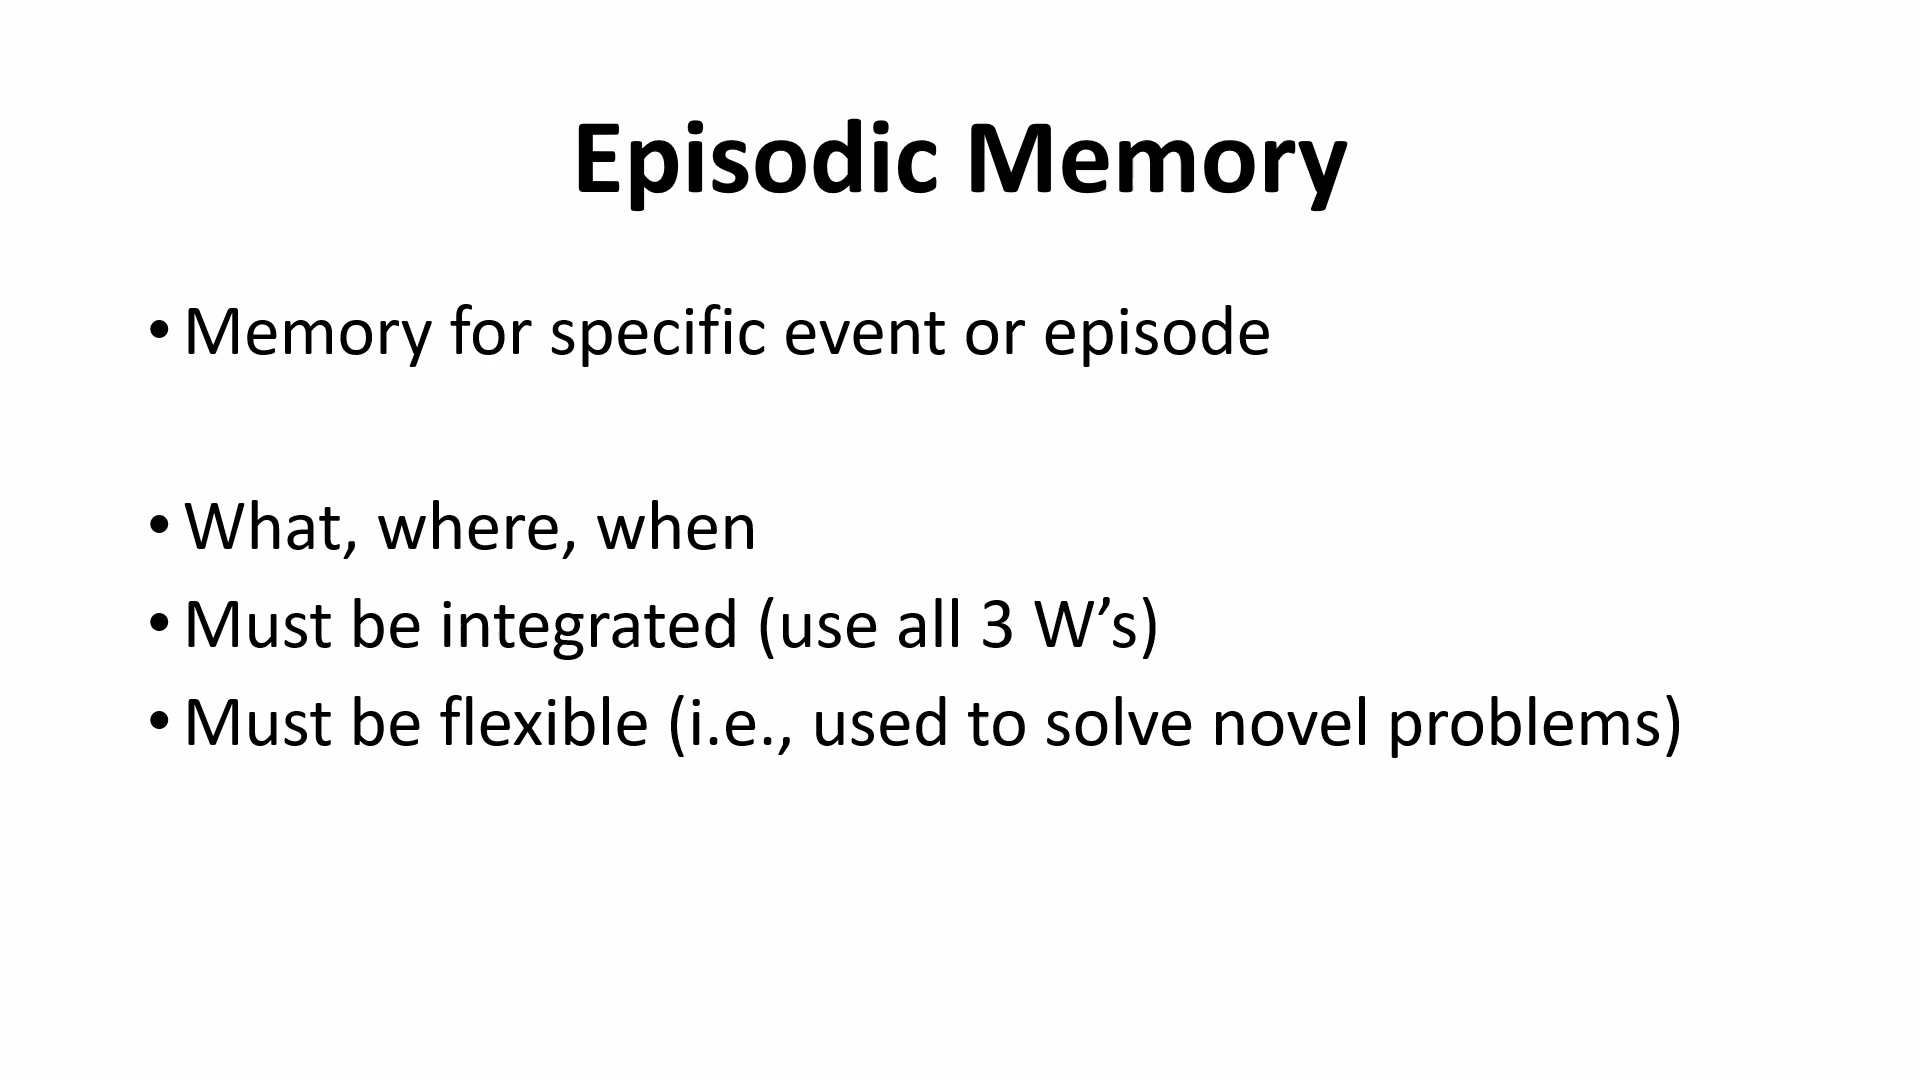 Episodic Memory
• Memory for specific event or episode
• What, where, when
• Must be integrated (use all 3 W’s)
• Must be flexible (i.e., used to solve novel problems)